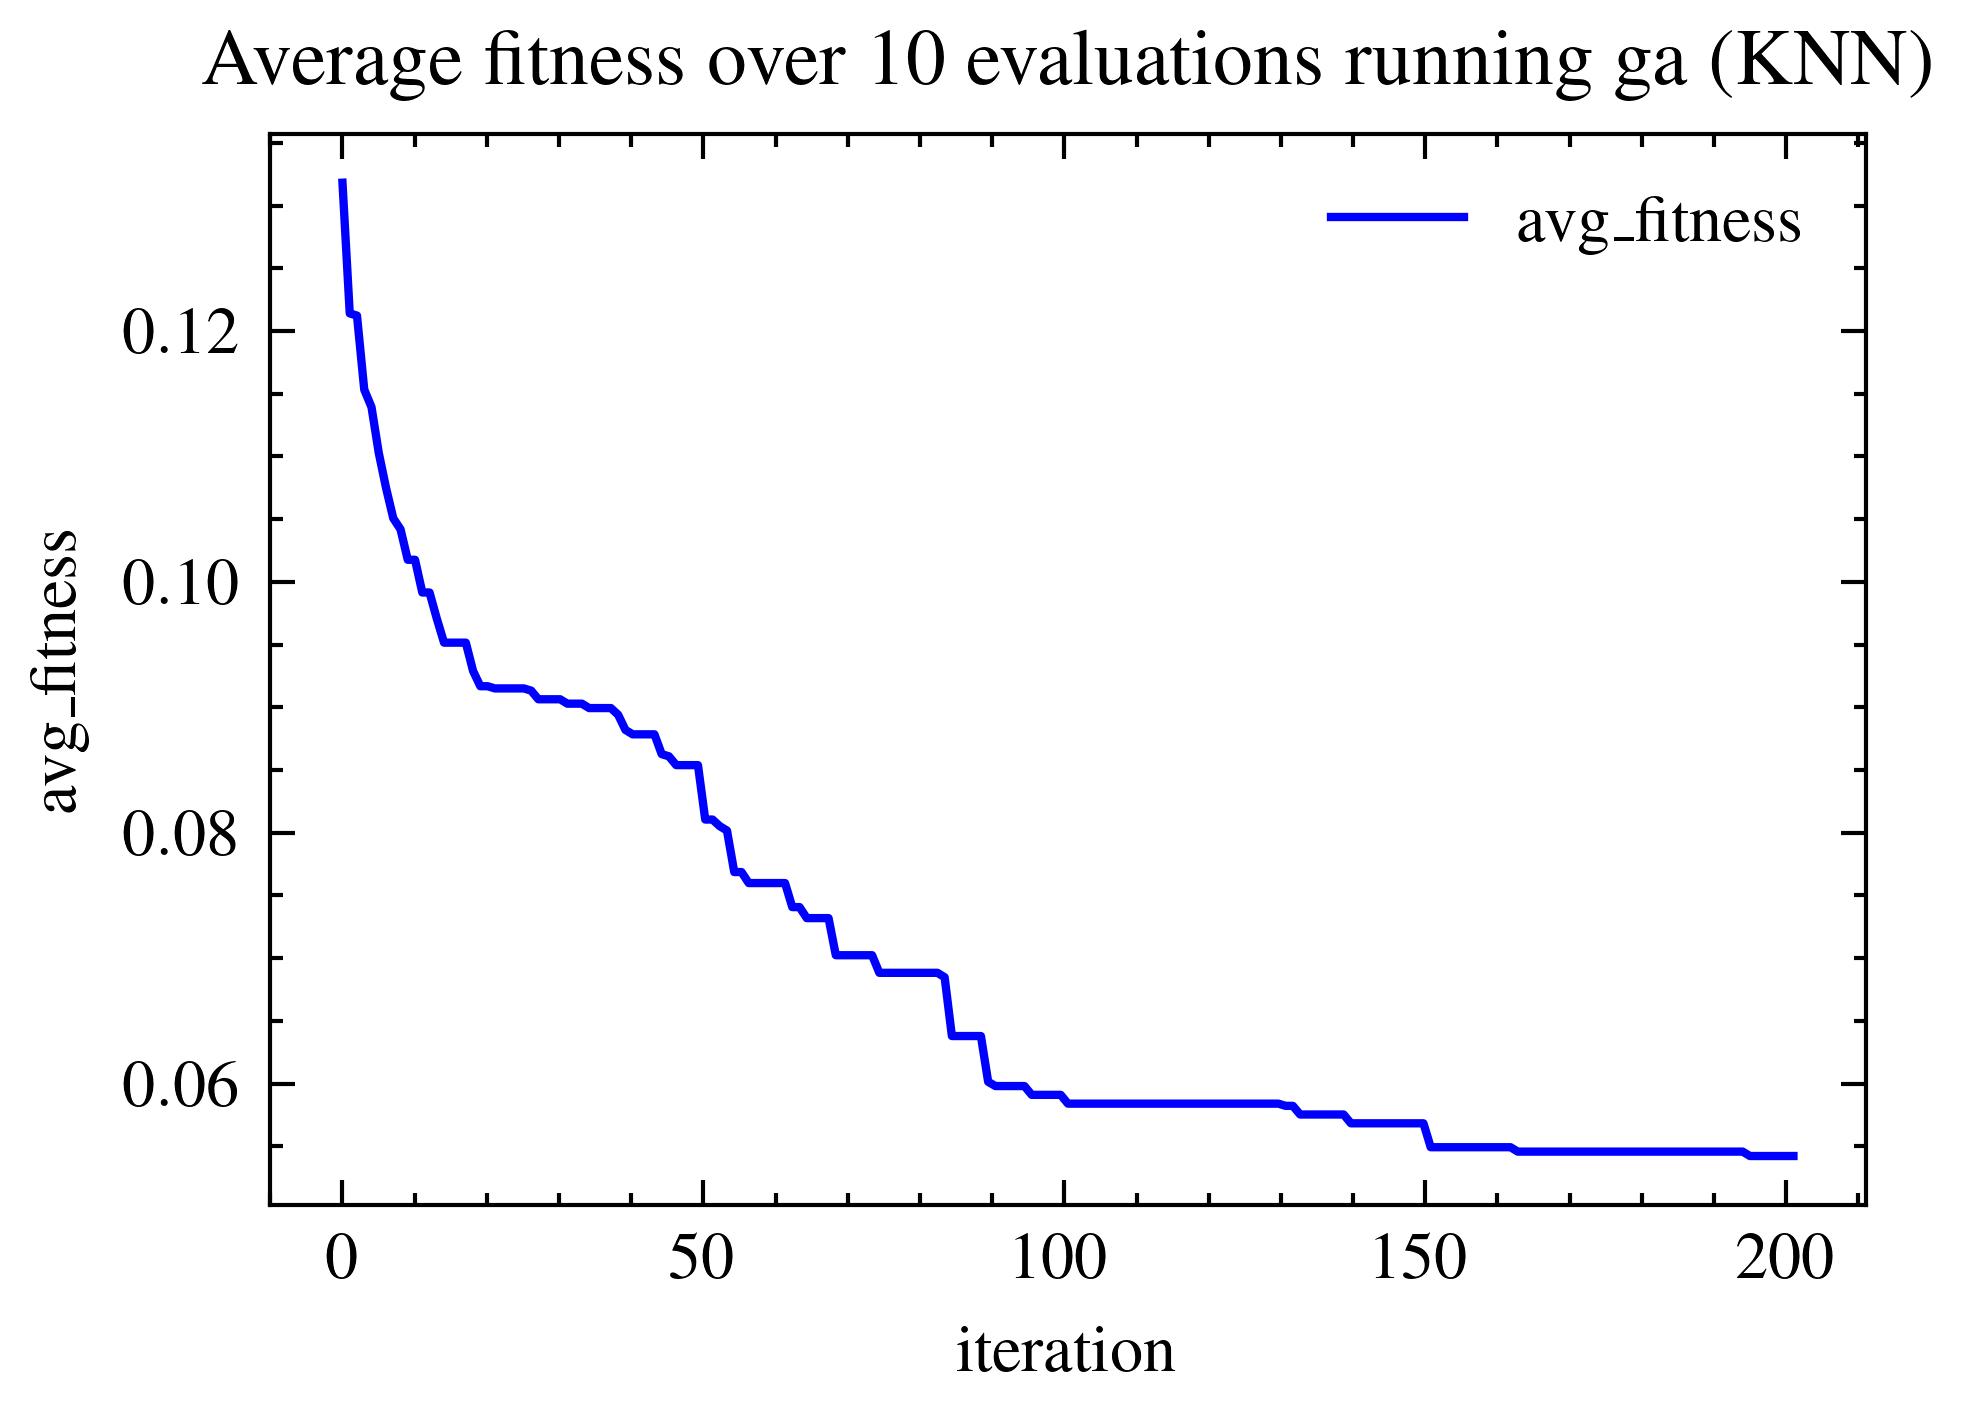 Average fitness over 10 evaluations running ga (KNN)
avg_fitness
0.12
0.10
0.08
0.06
avg_fitness
0 50 100 150 200
iteration